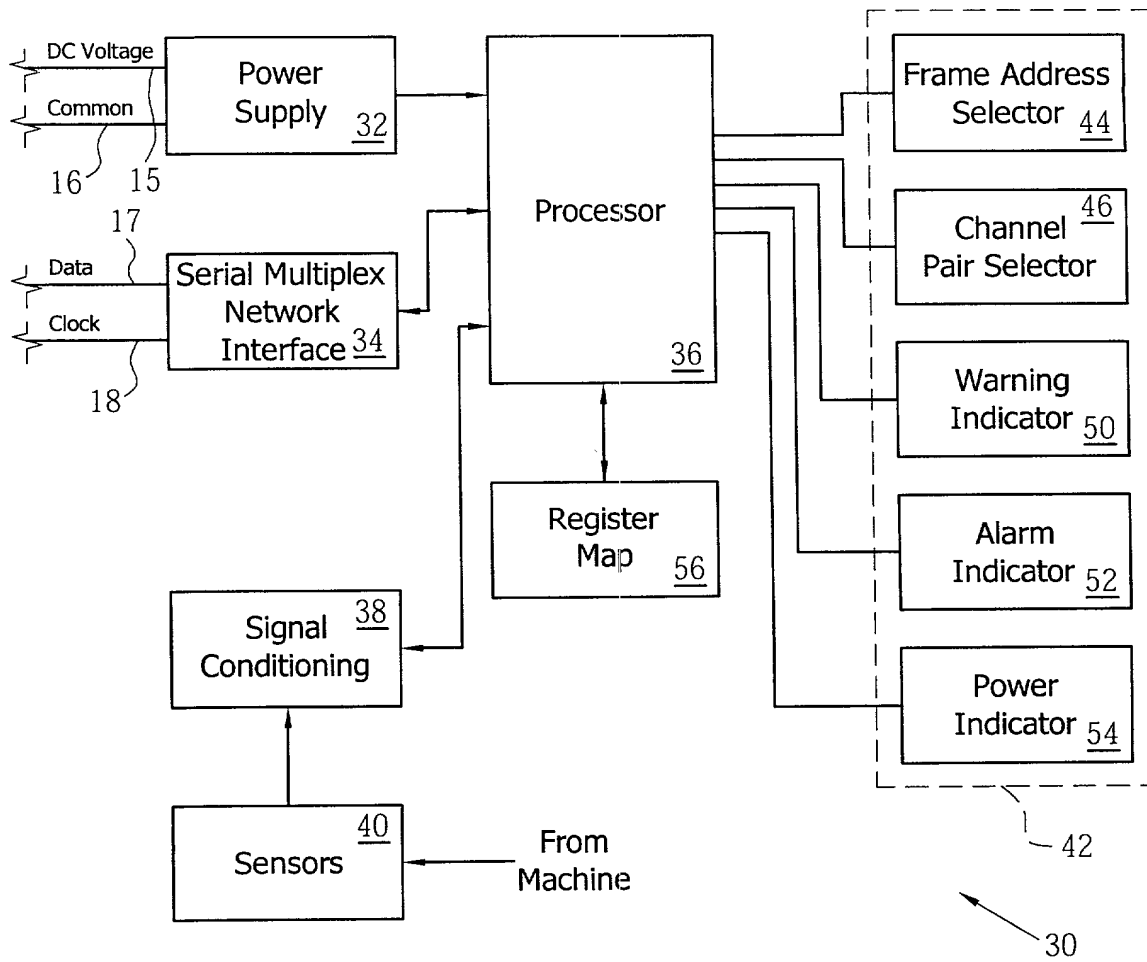 DC Voltage
Common
16
15
Power
Supply
32
17
Data
Clock
18
Serial Multiplex
Network
Interface
34
Processor
36
Register
Map
56
38
Signal
Conditioning
40
Sensors
From
Machine
Frame Address
Selector
44
46
Channel
Pair Selector
Warning
Indicator
50
Alarm
Indicator
52
Power
Indicator
54
42
30